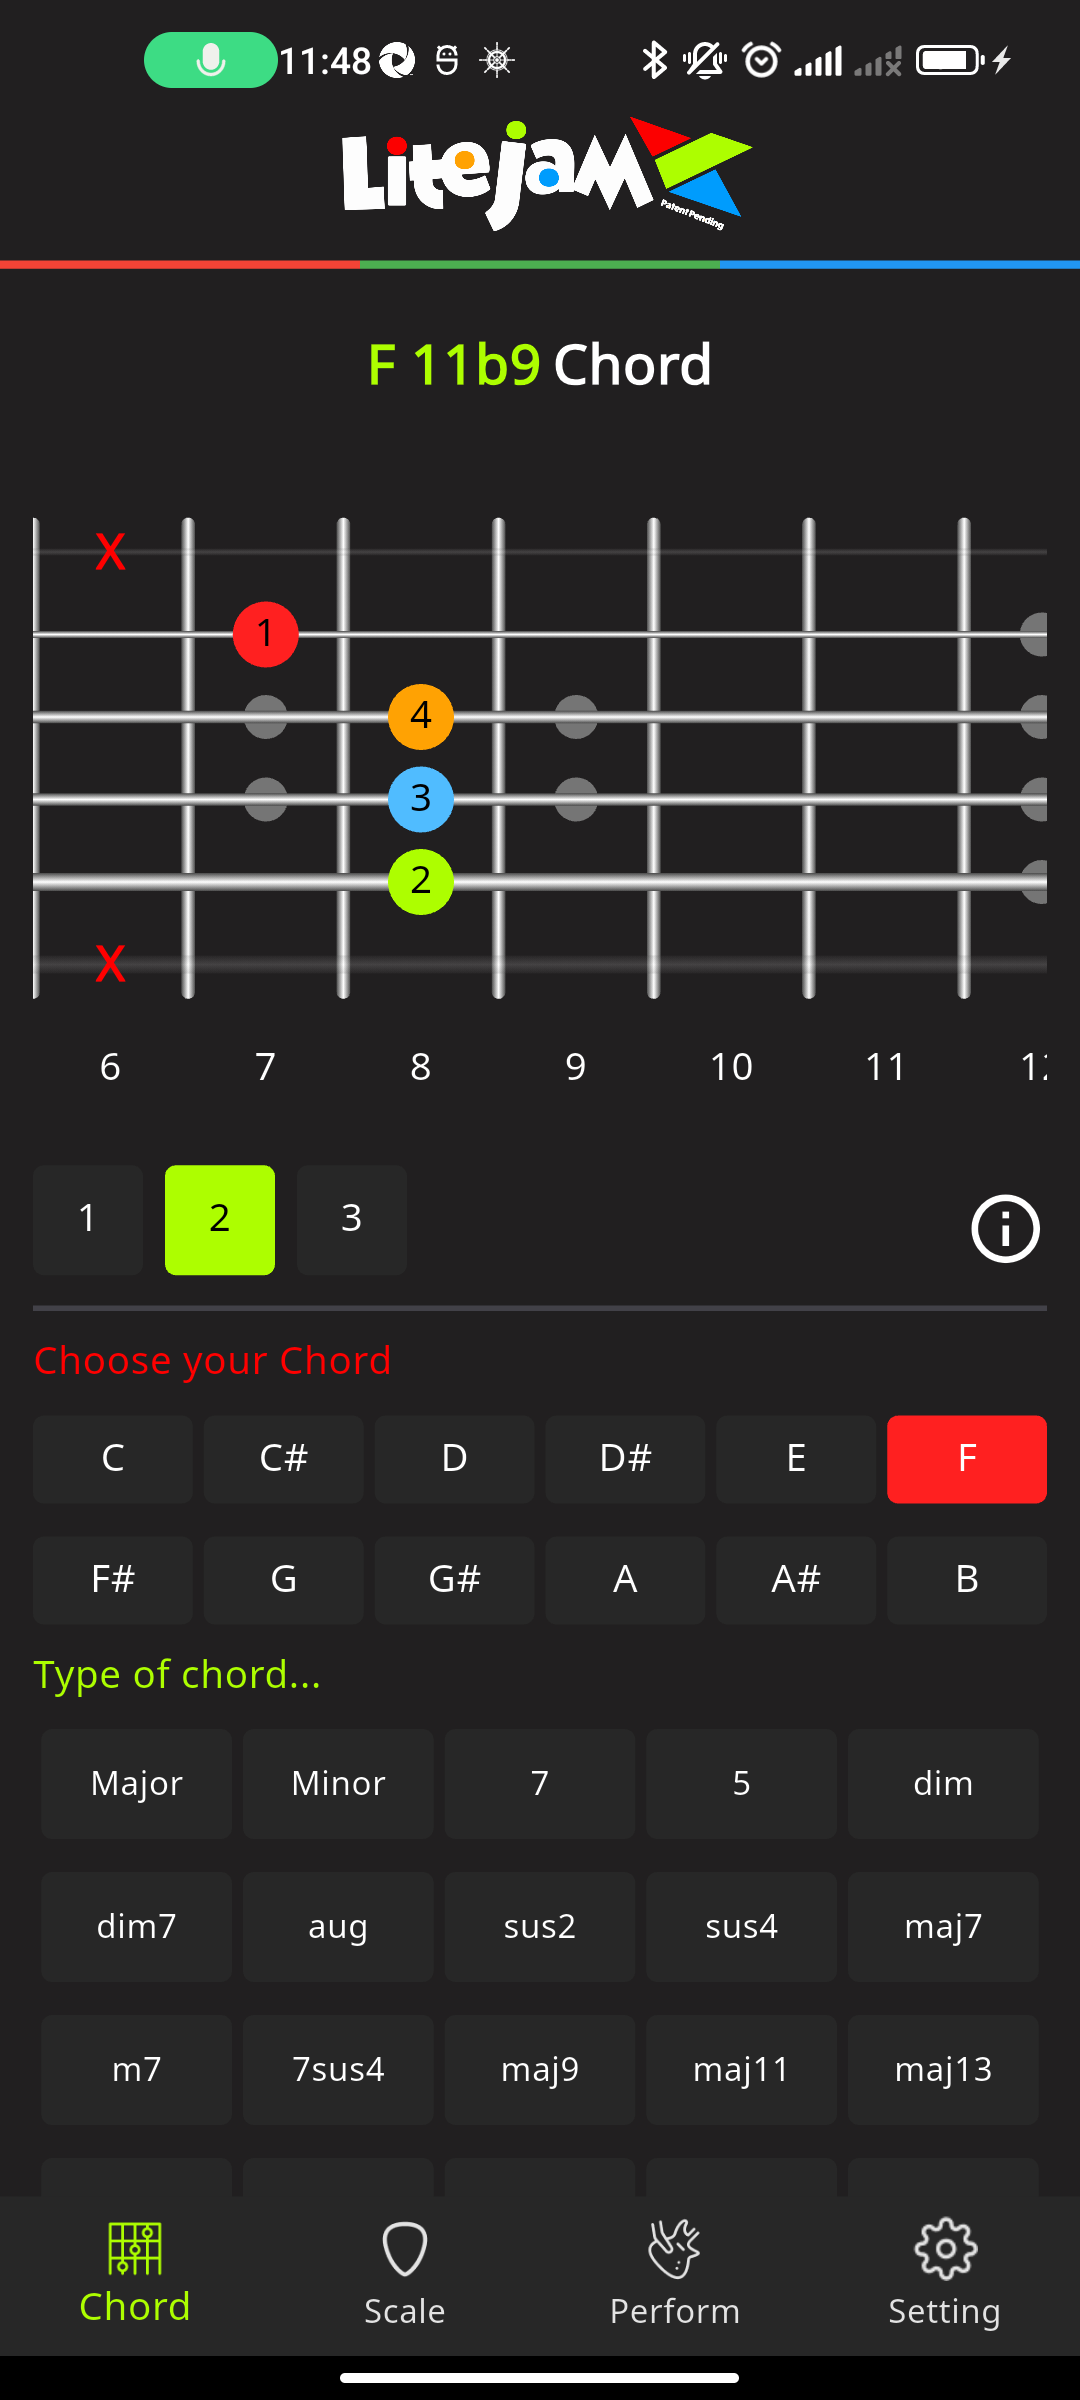 11:48
LitejaM
Patent Pending
F 11b9 Chord
X
1
4
3
2
X
6 7 8 9 10 11
1 2 3
Choose your Chord
C C# D D# E F
F# G G# A A# B
Type of chord...
Major Minor 7 5 dim
dim7 aug sus2 sus4 maj7
m7 7sus4 maj9 maj11 maj13
Chord Scale Perform Setting